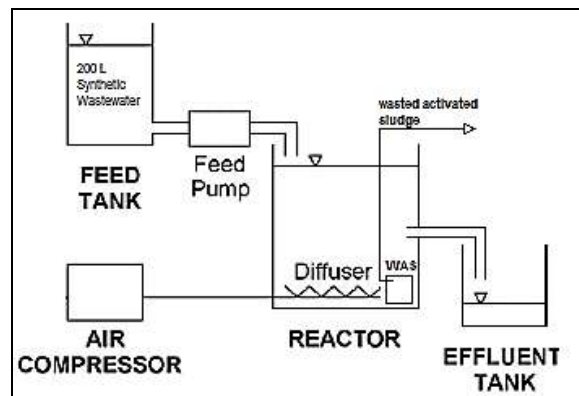 200 L
Synthetic
Wastewater
FEED
TANK
Feed
Pump
wasted activated
sludge
Diffuser
WAS
AIR
COMPRESSOR
REACTOR
EFFLUENT
TANK